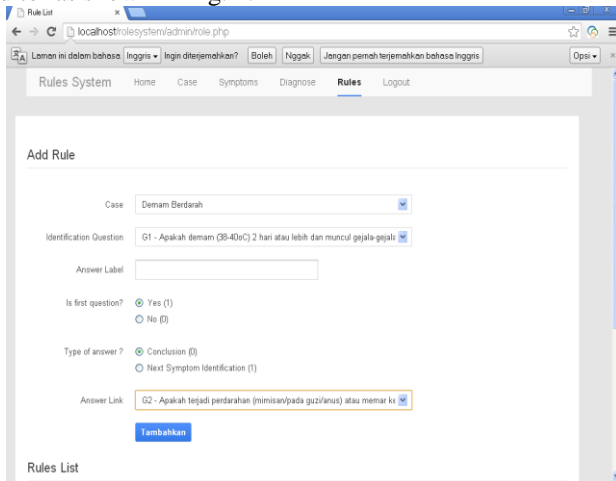 Rule List
localhost/rolesystem/admin/role.php
Laman ini dalam bahasa Inggris Ingin diterjemahkan? Boleh Nggak Jangan pernah terjemahkan bahasa Inggris Opsi
Rules System Home Case Symptoms Diagnose Rules Logout
Add Rule
Case Demam Berdarah
Identification Question G1 - Apakah demam (38-40oC) 2 hari atau lebih dan muncul gejala-gejala
Answer Label
Is first question? Yes (1)
No (0)
Type of answer ? Conclusion (0)
Next Symptom Identification (1)
Answer Link G2 - Apakah terjadi perdarahan (mimisan/pada guzi/anus) atau memar ke
Tambahkan
Rules List